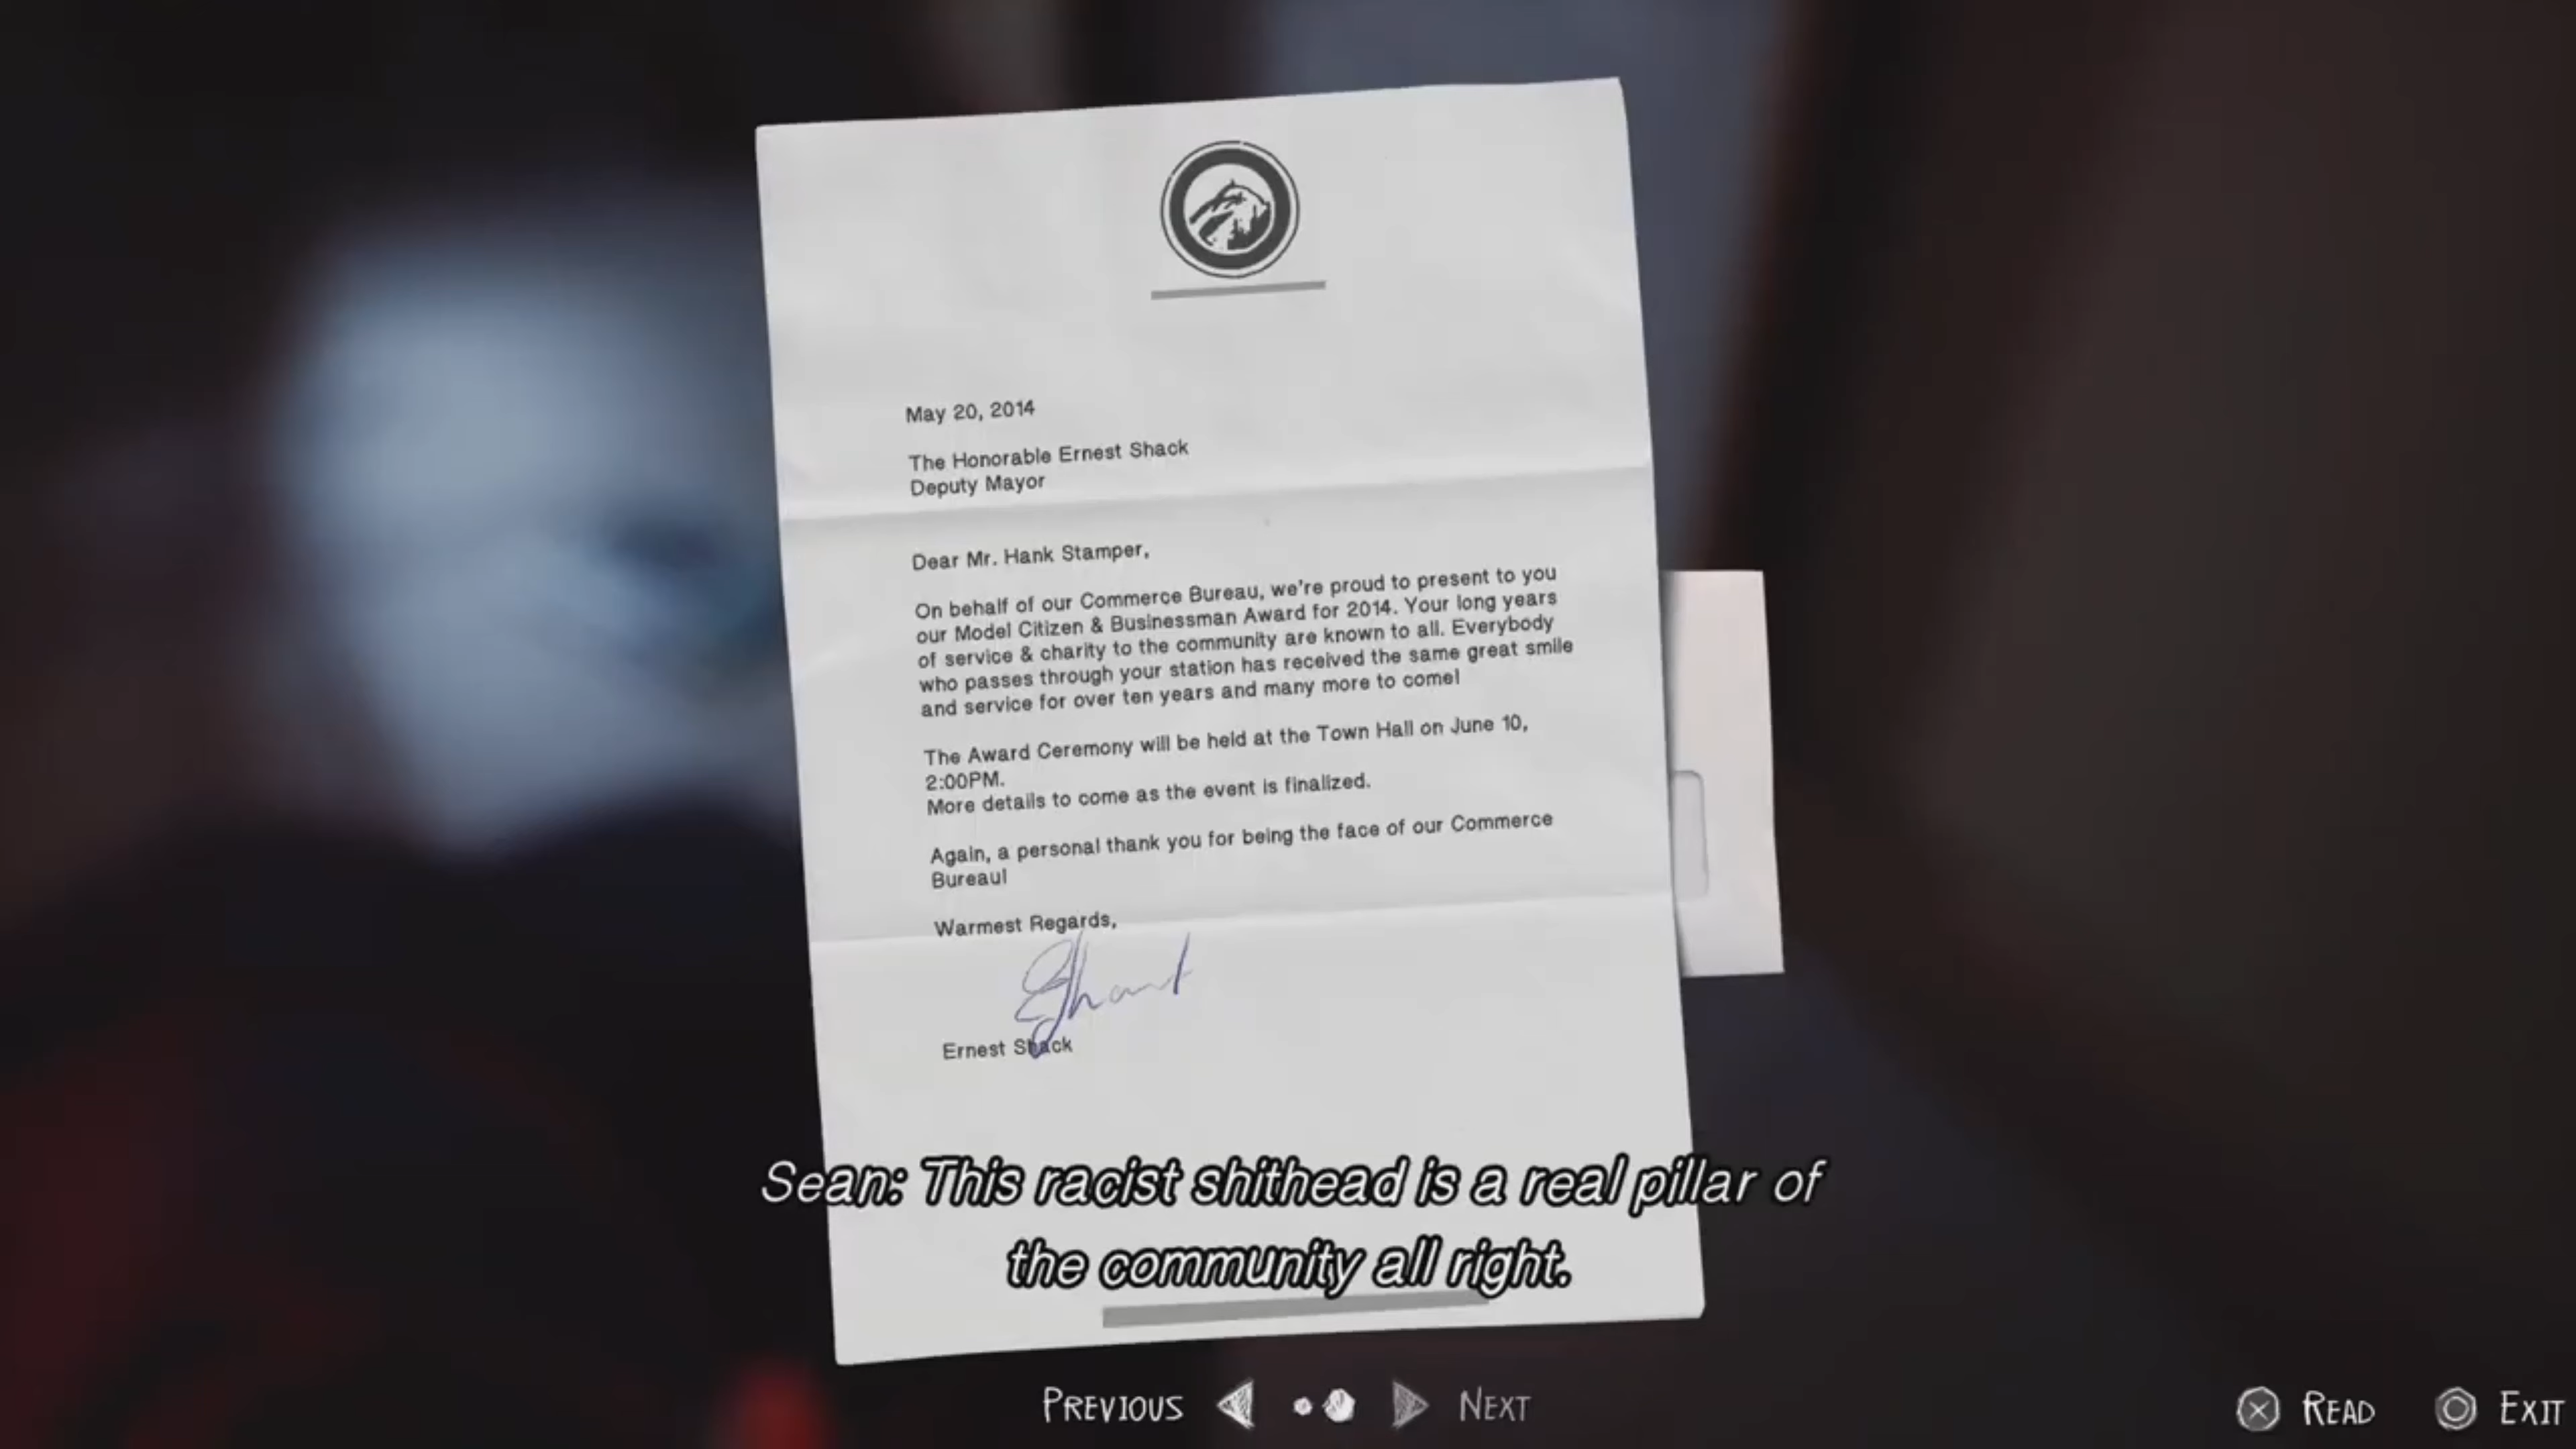 May 20, 2014
The Honorable Ernest Shack
Deputy Mayor
Dear Mr. Hank Stamper,
On behalf of our Commerce Bureau, we're proud to present to you
our Model Citizen & Businessman Award for 2014. Your long years
of service & charity to the community are known to all. Everybody
who passes through your station has received the same great smile
and service for over ten years and many more to come!
The Award Ceremony will be held at the Town Hall on June 10,
2:00PM.
More details to come as the event is finalized.
Again, a personal thank you for being the face of our Commerce
Bureau!
Warmest Regards,
Ernest Shack
Sean: This racist shithead is a real pillar of
the community all right.
PREVIOUS NEXT
READ EXIT